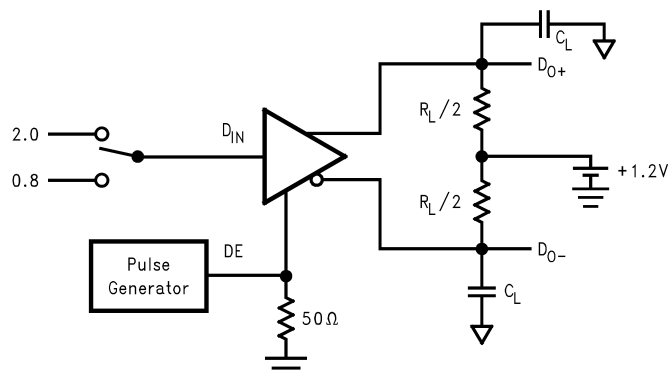 C_L
D_O+
2.0
D_IN
R_L/2
0.8
+1.2V
R_L/2
DE
D_O−
Pulse
Generator
C_L
50Ω